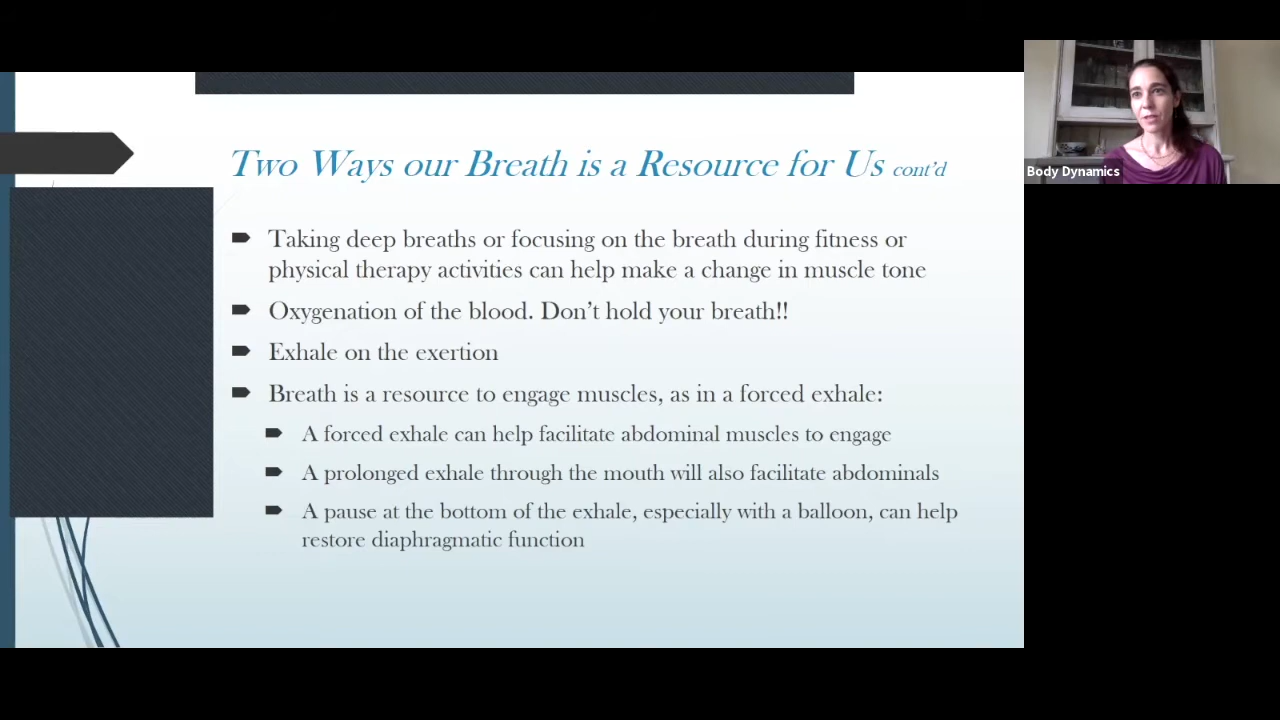 Two Ways our Breath is a Resource for Us cont’d
Taking deep breaths or focusing on the breath during fitness or
physical therapy activities can help make a change in muscle tone
Oxygenation of the blood. Don’t hold your breath!!
Exhale on the exertion
Breath is a resource to engage muscles, as in a forced exhale:
A forced exhale can help facilitate abdominal muscles to engage
A prolonged exhale through the mouth will also facilitate abdominals
A pause at the bottom of the exhale, especially with a balloon, can help
restore diaphragmatic function
Body Dynamics